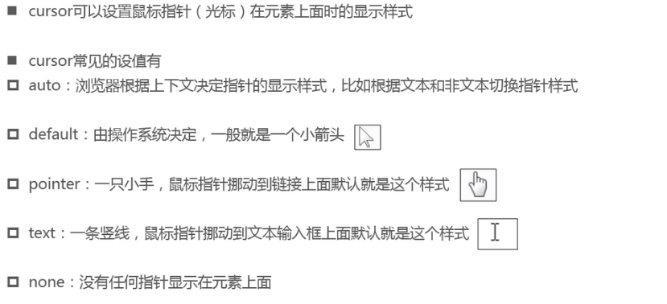 cursor可以设置鼠标指针（光标）在元素上面时的显示样式
cursor常见的设值有
auto：浏览器根据上下文决定指针的显示样式，比如根据文本和非文本切换指针样式
default：由操作系统决定，一般就是一个小箭头
pointer：一只小手，鼠标指针挪动到链接上面默认就是这个样式
text：一条竖线，鼠标指针挪动到文本输入框上面默认就是这个样式
none：没有任何指针显示在元素上面